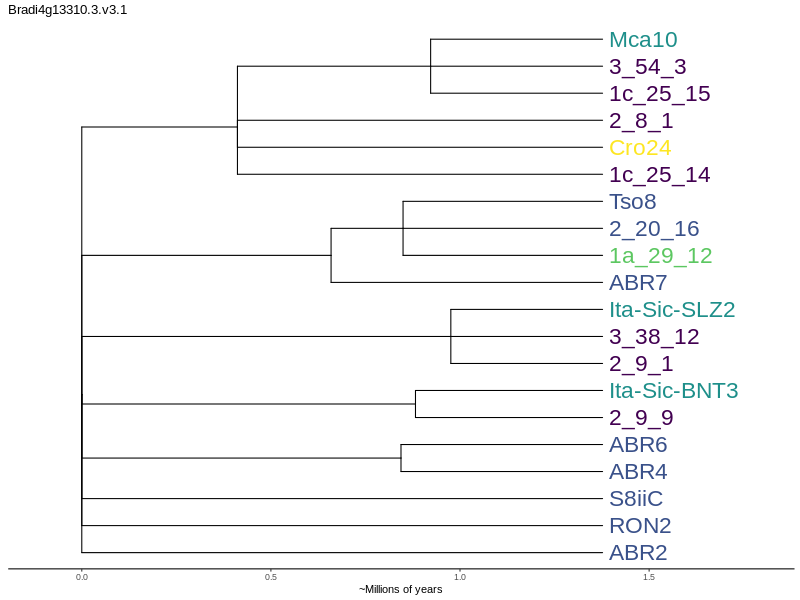 Bradi4g13310.3.v3.1
Mca10
3_54_3
1c_25_15
2_8_1
Cro24
1c_25_14
Tso8
2_20_16
1a_29_12
ABR7
Ita-Sic-SLZ2
3_38_12
2_9_1
Ita-Sic-BNT3
2_9_9
ABR6
ABR4
S8iiC
RON2
ABR2
0.0 0.5 1.0 1.5
~Millions of years